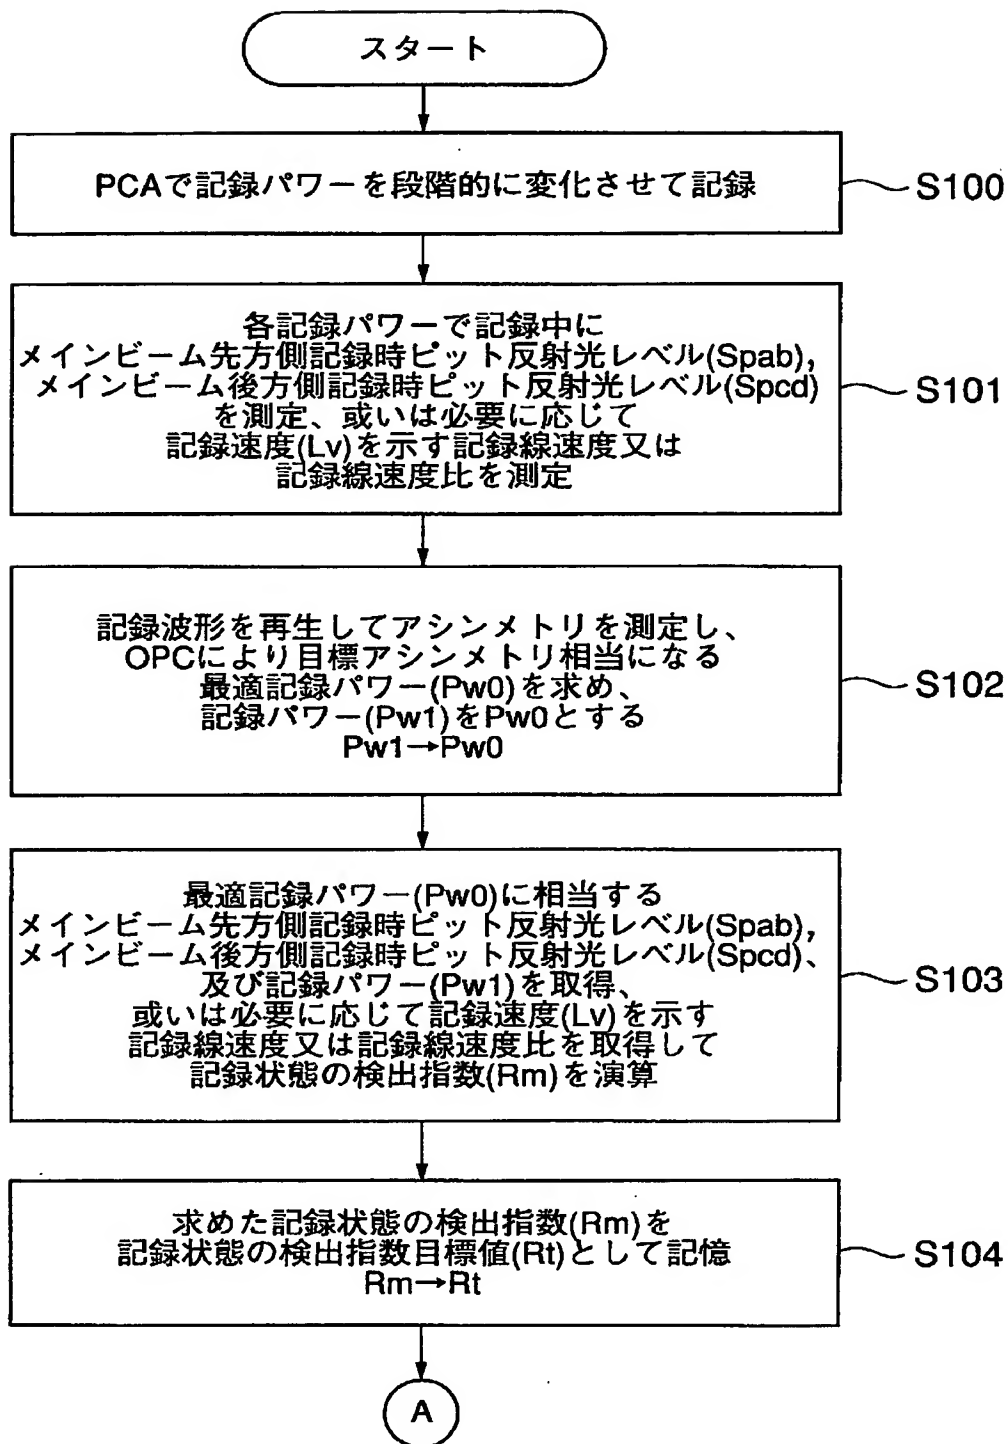 スタート
PCAで記録パワーを段階的に変化させて記録
S100
各記録パワーで記録中に
メインビーム先方側記録時ピット反射光レベル(Spab),
メインビーム後方側記録時ピット反射光レベル(Spcd)
を測定、或いは必要に応じて
記録速度(Lv)を示す記録線速度又は
記録線速度比を測定
S101
記録波形を再生してアシンメトリを測定し、
OPCにより目標アシンメトリ相当になる
最適記録パワー(Pw0)を求め、
記録パワー(Pw1)をPw0とする
Pw1→Pw0
S102
最適記録パワー(Pw0)に相当する
メインビーム先方側記録時ピット反射光レベル(Spab),
メインビーム後方側記録時ピット反射光レベル(Spcd)、
及び記録パワー(Pw1)を取得、
或いは必要に応じて記録速度(Lv)を示す
記録線速度又は記録線速度比を取得して
記録状態の検出指数(Rm)を演算
S103
求めた記録状態の検出指数(Rm)を
記録状態の検出指数目標値(Rt)として記憶
Rm→Rt
S104
A